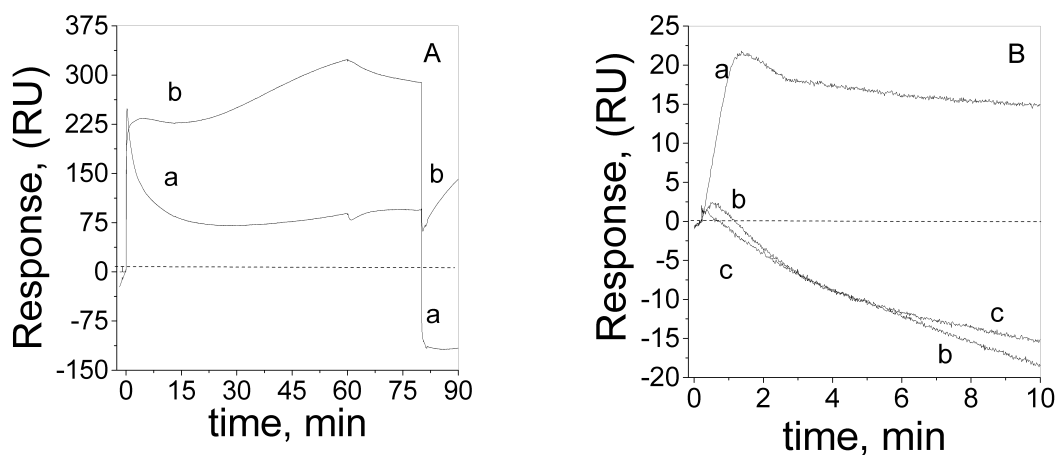 375
300
225
150
75
0
-75
-150
Response, (RU)
A
b
a
b
a
0 15 30 45 60 75 90
time, min
25
20
15
10
5
0
-5
-10
-15
-20
Response, (RU)
B
a
b
c
c
b
0 2 4 6 8 10
time, min